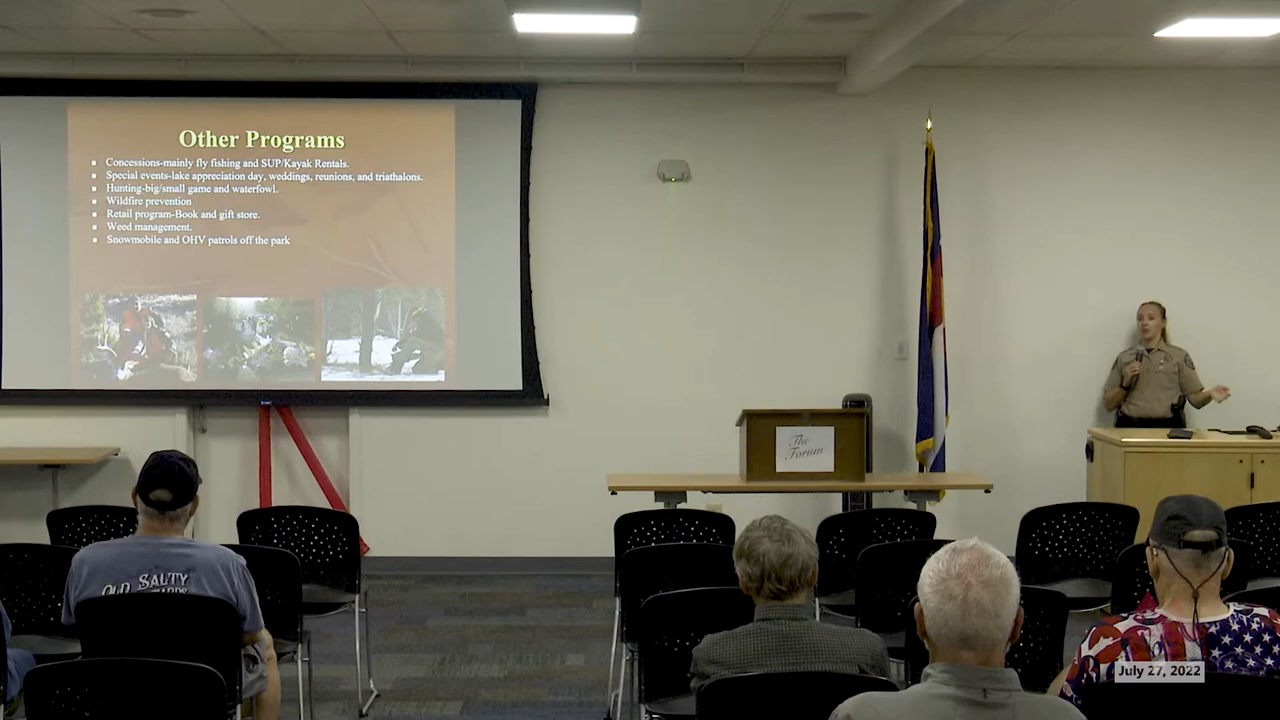 Other Programs
Concessions-mainly fly fishing and SUP/Kayak Rentals.
Special events-lake appreciation day, weddings, reunions, and triathalons.
Hunting-big/small game and waterfowl.
Wildfire prevention
Retail program-Book and gift store.
Weed management.
Snowmobile and OHV patrols off the park
The
Forum
OLD SALTY
July 27, 2022